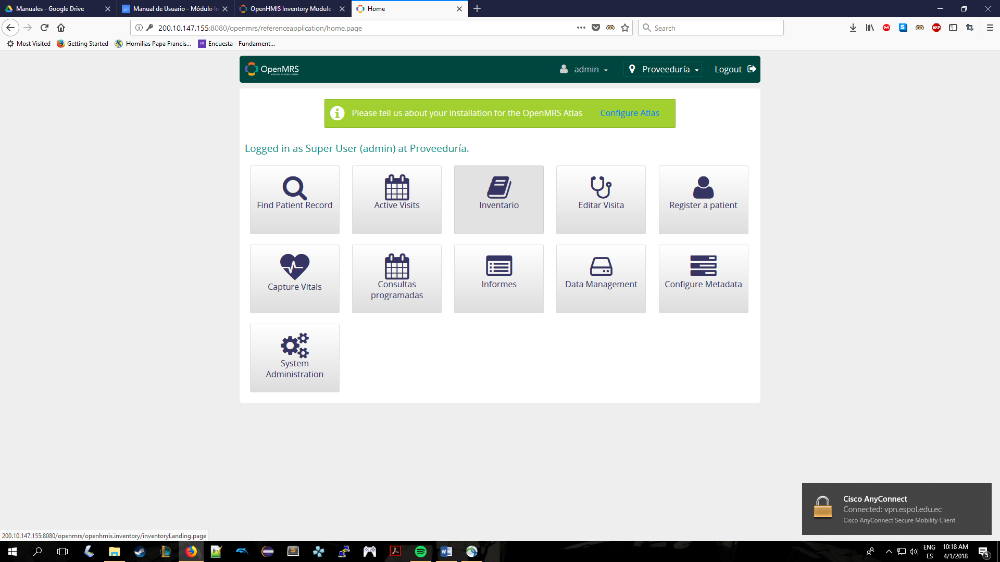 Manuales - Google Drive
Manual de Usuario - Módulo In
OpenHMIS Inventory Module -
Home
200.10.147.155:8080/openmrs/referenceapplication/home.page
Search
Most Visited
Getting Started
Homilias Papa Francis...
Encuesta - Fundament...
OpenMRS
MEDICAL RECORD SYSTEM
admin
Proveeduría
Logout
Please tell us about your installation for the OpenMRS Atlas
Configure Atlas
Logged in as Super User (admin) at Proveeduría.
Find Patient Record
Active Visits
Inventario
Editar Visita
Register a patient
Capture Vitals
Consultas
programadas
Informes
Data Management
Configure Metadata
System
Administration
Cisco AnyConnect
Connected: vpn.espol.edu.ec
Cisco AnyConnect Secure Mobility Client
200.10.147.155:8080/openmrs/openhmis.inventory/inventoryLanding.page
ENG
ES
10:18 AM
4/1/2018
5